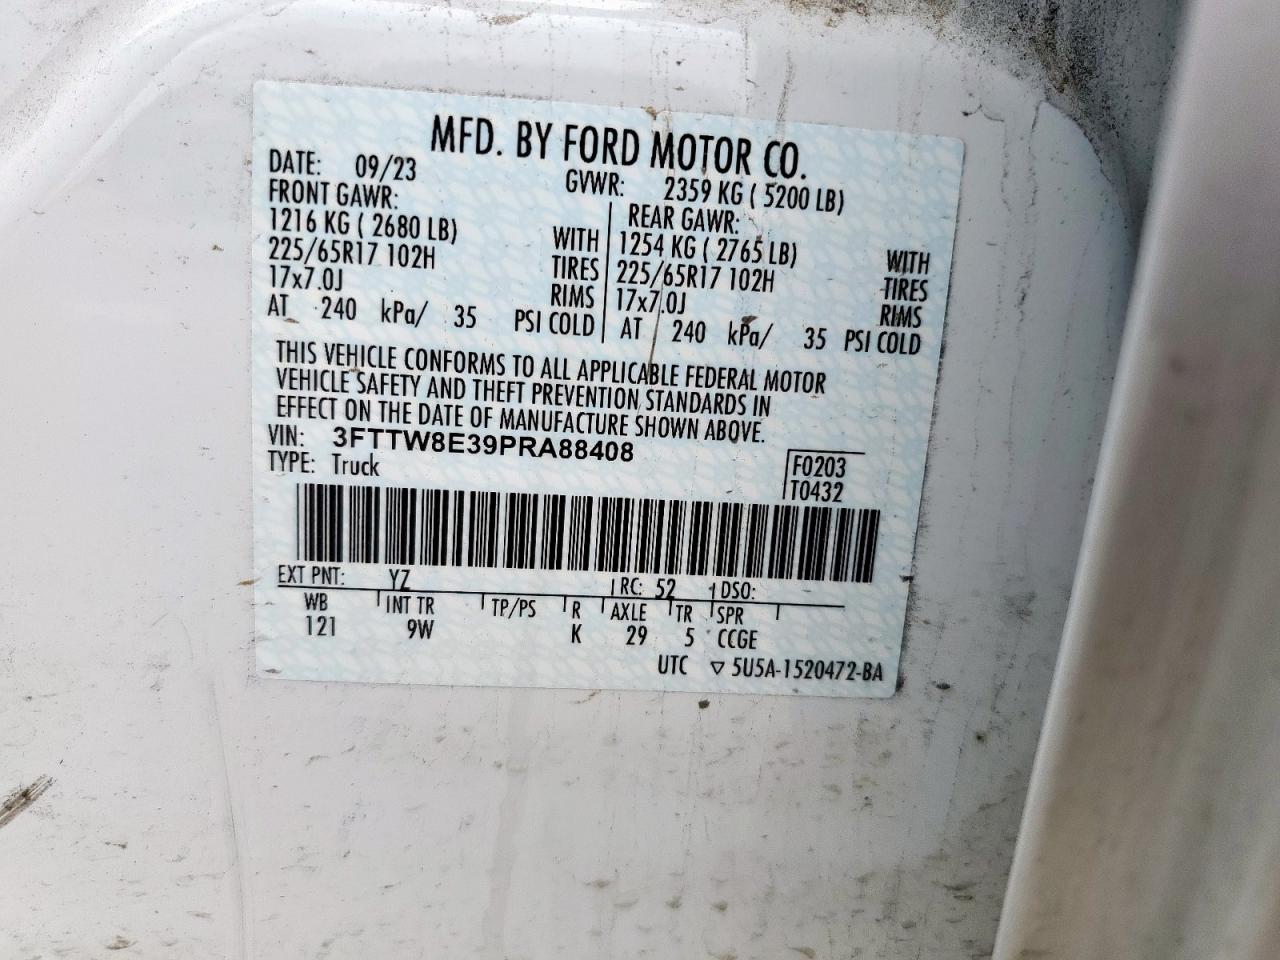 MFD. BY FORD MOTOR CO.
DATE: 09/23 GVWR: 2359 KG ( 5200 LB)
FRONT GAWR: REAR GAWR:
1216 KG ( 2680 LB) WITH 1254 KG ( 2765 LB) WITH
225/65R17 102H TIRES 225/65R17 102H TIRES
17x7.0J RIMS 17x7.0J RIMS
AT 240 kPa/ 35 PSI COLD AT 240 kPa/ 35 PSI COLD
THIS VEHICLE CONFORMS TO ALL APPLICABLE FEDERAL MOTOR
VEHICLE SAFETY AND THEFT PREVENTION STANDARDS IN
EFFECT ON THE DATE OF MANUFACTURE SHOWN ABOVE.
VIN: 3FTTW8E39PRA88408
TYPE: Truck
F0203
T0432
EXT PNT: YZ RC: 52 DSO:
WB INT TR TP/PS R AXLE TR SPR
121 9W K 29 5 CCGE
UTC ▽ 5U5A-1520472-BA